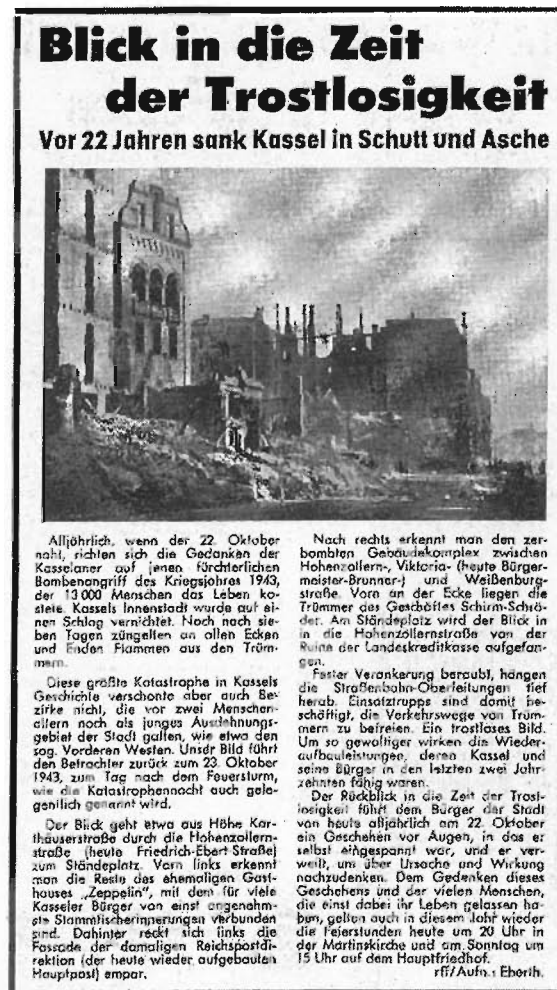 Blick in die Zeit
der Trostlosigkeit
Vor 22 Jahren sank Kassel in Schutt und Asche
Alljährlich, wenn der 22. Oktober
naht, richten sich die Gedanken der
Kasselaner auf jenen fürchterlichen
Bombenangriff des Kriegsjahres 1943,
der 13 000 Menschen das Leben ko-
stete. Kassels Innenstadt wurde auf ei-
nen Schlag vernichtet. Noch nach sie-
ben Tagen züngelten an allen Ecken
und Enden Flammen aus den Trüm-
mern.
Diese größte Katastrophe in Kassels
Geschichte verschonte aber auch Be-
zirke nicht, die vor zwei Menschen-
altern noch als junges Ausdehnungs-
gebiet der Stadt galten, wie etwa den
sog. Vorderen Westen. Unser Bild führt
den Betrachter zurück zum 23. Oktober
1943, zum Tag nach dem Feuersturm,
wie die Katastrophennacht auch gele-
gentlich genannt wird.
Der Blick geht etwa aus Höhe Kar-
thäuserstraße durch die Hohenzollern-
straße (heute Friedrich-Ebert-Straße)
zum Ständeplatz. Vorn links erkennt
man die Reste des ehemaligen Gast-
hauses „Zeppelin", mit dem für viele
Kasseler Bürger von einst angenehm-
ste Stammtischerinnerungen verbunden
sind. Dahinter reckt sich links die
Fassade der damaligen Reichspostdi-
rektion (der heute wieder aufgebauten
Hauptpost) empor.
Nach rechts erkennt man den zer-
bombten Gebäudekomplex zwischen
Hohenzollern-, Viktoria- (heute Bürger-
meister-Brunner-) und Weißenburg-
straße. Vorn an der Ecke liegen die
Trümmer des Geschäftes Schirm-Schrö-
der. Am Ständeplatz wird der Blick in
in die Hohenzollernstraße von der
Ruine der Landeskreditkasse aufgefan-
gen.
Fester Verankerung beraubt, hängen
die Straßenbahn-Oberleitungen tief
herab. Einsatztrupps sind damit be-
schäftigt, die Verkehrswege von Trüm-
mern zu befreien. Ein trostloses Bild.
Um so gewaltiger wirken die Wieder-
aufbauleistungen, deren Kassel und
seine Bürger in den letzten zwei Jahr-
zehnten fähig waren.
Der Rückblick in die Zeit der Trost-
losigkeit führt dem Bürger der Stadt
von heute alljährlich am 22. Oktober
ein Geschehen vor Augen, in das er
selbst eingespannt war, und er ver-
weilt, um über Ursache und Wirkung
nachzudenken. Dem Gedenken dieses
Geschehens und der vielen Menschen,
die einst dabei ihr Leben gelassen ha-
ben, gelten auch in diesem Jahr wieder
die Feierstunden heute um 20 Uhr in
der Martinskirche und am Sonntag um
15 Uhr auf dem Hauptfriedhof.
rff/Aufn.: Eberth.